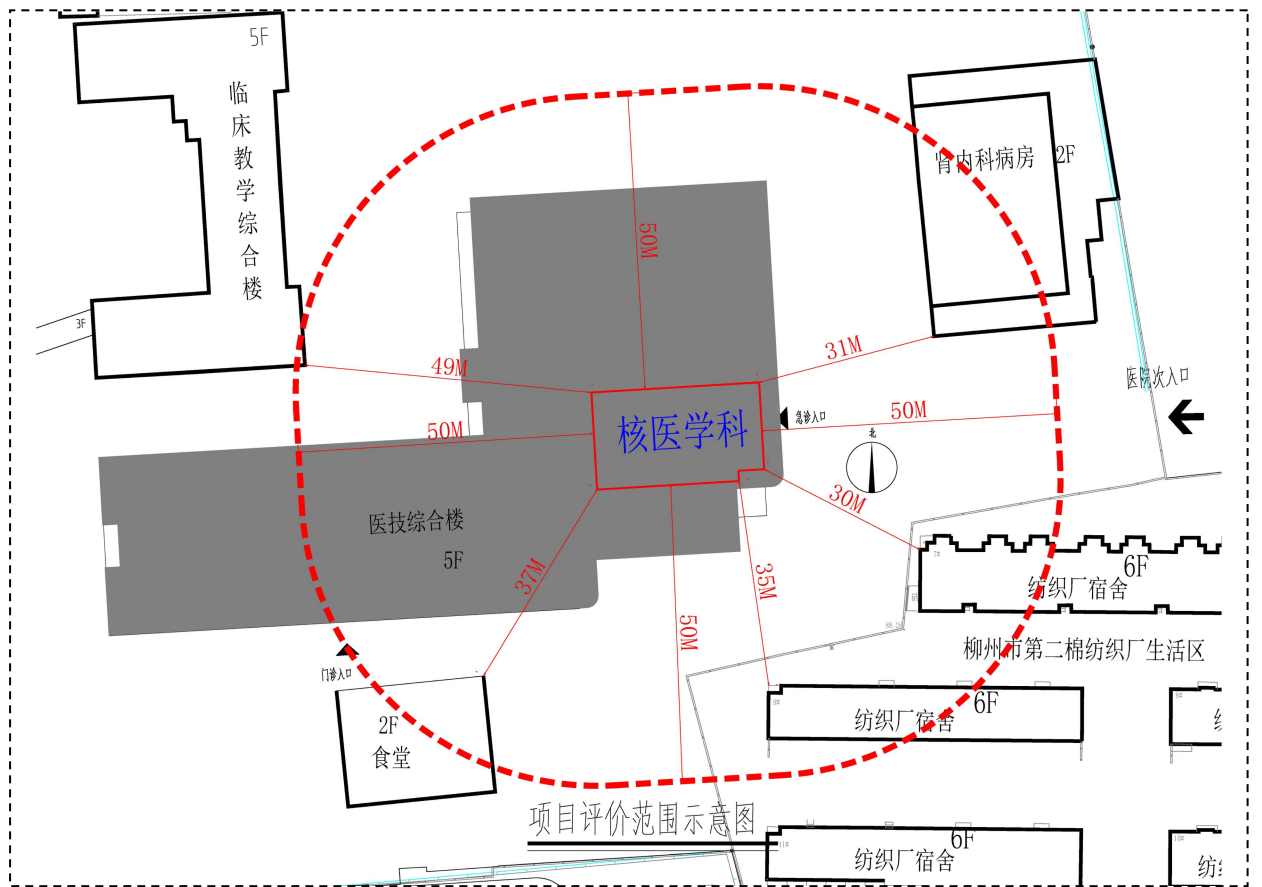 5F
临床教学综合楼
3F
肾内科病房 2F
50M
31M
49M
50M
50M
核医学科
急诊入口
北
医院次入口
医技综合楼
5F
30M
37M
35M
50M
7#
6F
纺织厂宿舍
柳州市第二棉纺织厂生活区
门诊入口
2F
食堂
6F
纺织厂宿舍
项目评价范围示意图
11#
6F
纺织厂宿舍
10#
纺